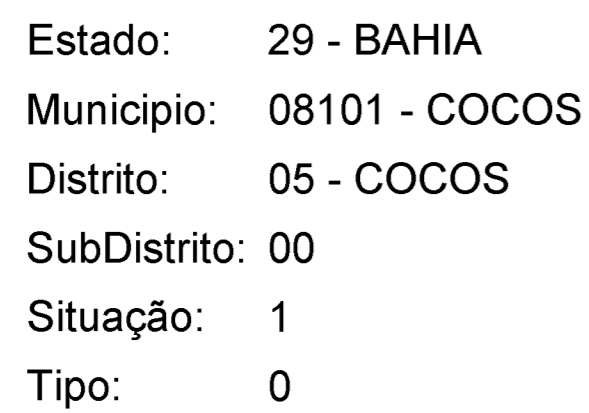 Estado: 29 - BAHIA
Municipio: 08101 - COCOS
Distrito: 05 - COCOS
SubDistrito: 00
Situação: 1
Tipo: 0